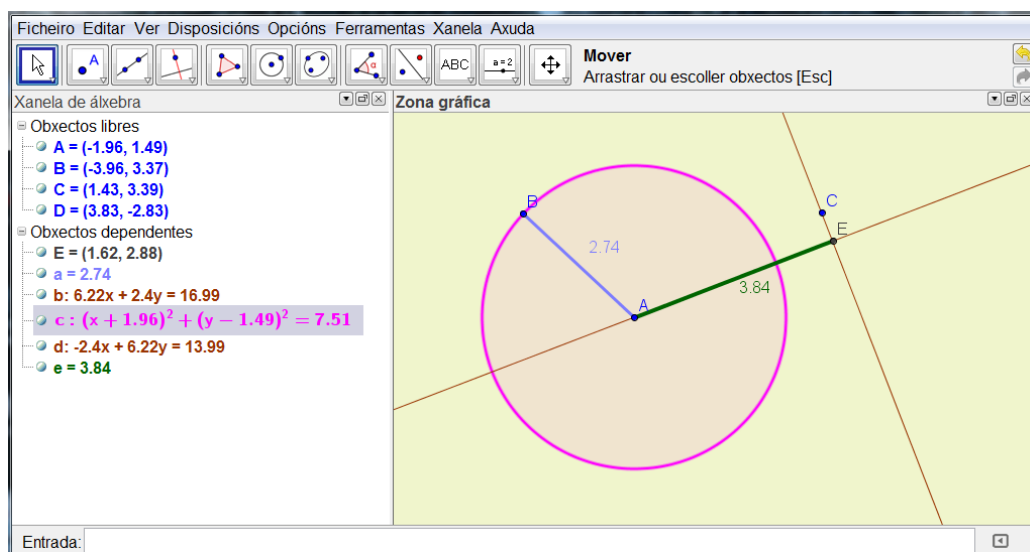 Ficheiro Editar Ver Disposicións Opcións Ferramentas Xanela Axuda
A
α
ABC
a = 2
Mover
Arrastrar ou escoller obxectos [Esc]
Xanela de álxebra
Zona gráfica
Obxectos libres
A = (-1.96, 1.49)
B = (-3.96, 3.37)
C = (1.43, 3.39)
D = (3.83, -2.83)
Obxectos dependentes
E = (1.62, 2.88)
a = 2.74
b: 6.22x + 2.4y = 16.99
c : (x + 1.96)² + (y − 1.49)² = 7.51
d: -2.4x + 6.22y = 13.99
e = 3.84
B
C
E
2.74
3.84
A
Entrada: